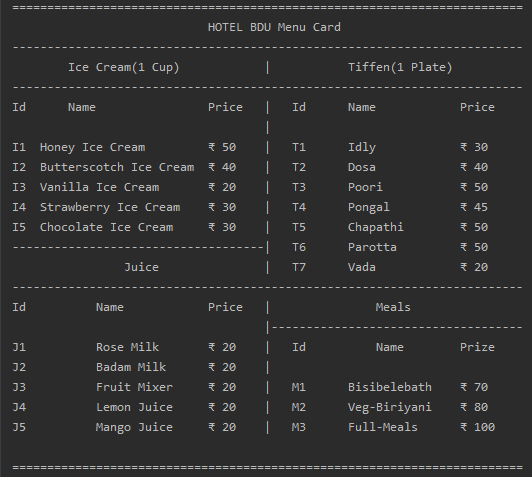 =========================================================================
HOTEL BDU Menu Card
-------------------------------------------------------------------------
Ice Cream(1 Cup) | Tiffen(1 Plate)
-------------------------------------------------------------------------
Id Name Price | Id Name Price
|
I1 Honey Ice Cream ₹ 50 | T1 Idly ₹ 30
I2 Butterscotch Ice Cream ₹ 40 | T2 Dosa ₹ 40
I3 Vanilla Ice Cream ₹ 20 | T3 Poori ₹ 50
I4 Strawberry Ice Cream ₹ 30 | T4 Pongal ₹ 45
I5 Chocolate Ice Cream ₹ 30 | T5 Chapathi ₹ 50
------------------------------------| T6 Parotta ₹ 50
Juice | T7 Vada ₹ 20
-------------------------------------------------------------------------
Id Name Price | Meals
|------------------------------------
J1 Rose Milk ₹ 20 | Id Name Prize
J2 Badam Milk ₹ 20 |
J3 Fruit Mixer ₹ 20 | M1 Bisibelebath ₹ 70
J4 Lemon Juice ₹ 20 | M2 Veg-Biriyani ₹ 80
J5 Mango Juice ₹ 20 | M3 Full-Meals ₹ 100
=========================================================================